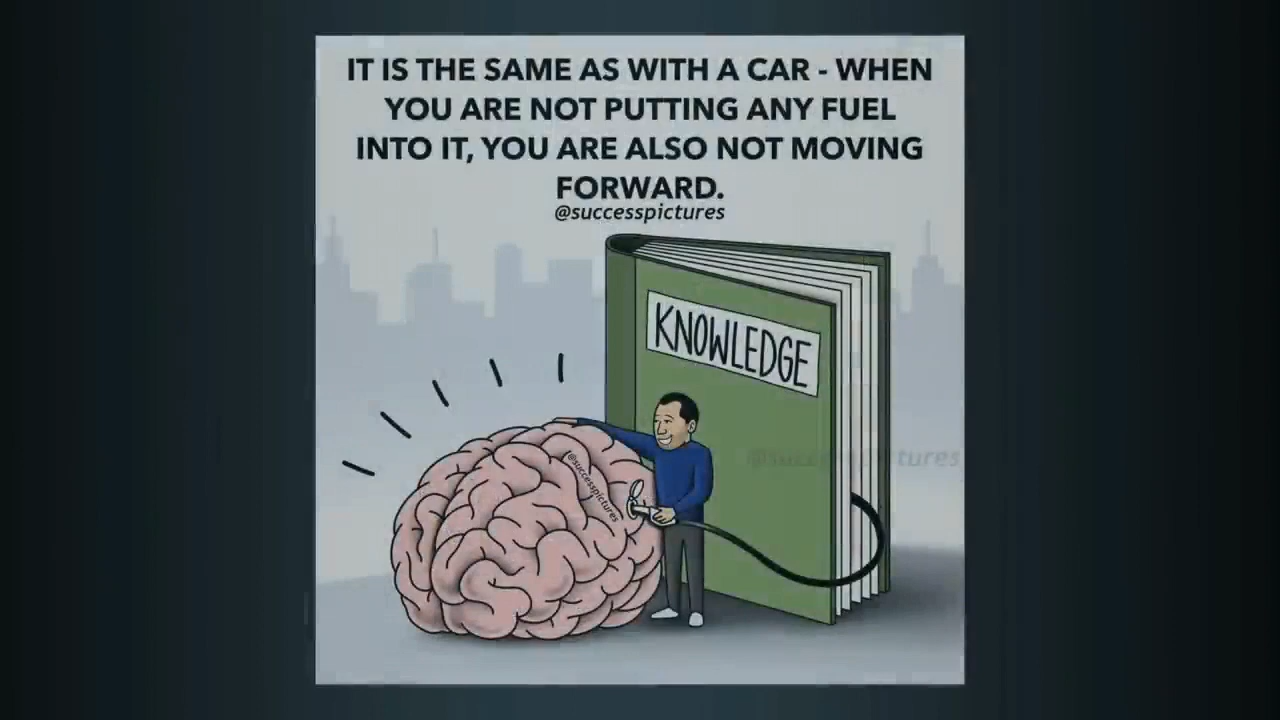 IT IS THE SAME AS WITH A CAR - WHEN
YOU ARE NOT PUTTING ANY FUEL
INTO IT, YOU ARE ALSO NOT MOVING
FORWARD.
@successpictures
KNOWLEDGE
@successpictures
@successpictures